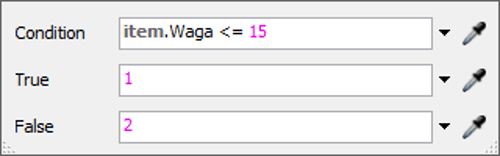 Condition item.Waga <= 15
True 1
False 2